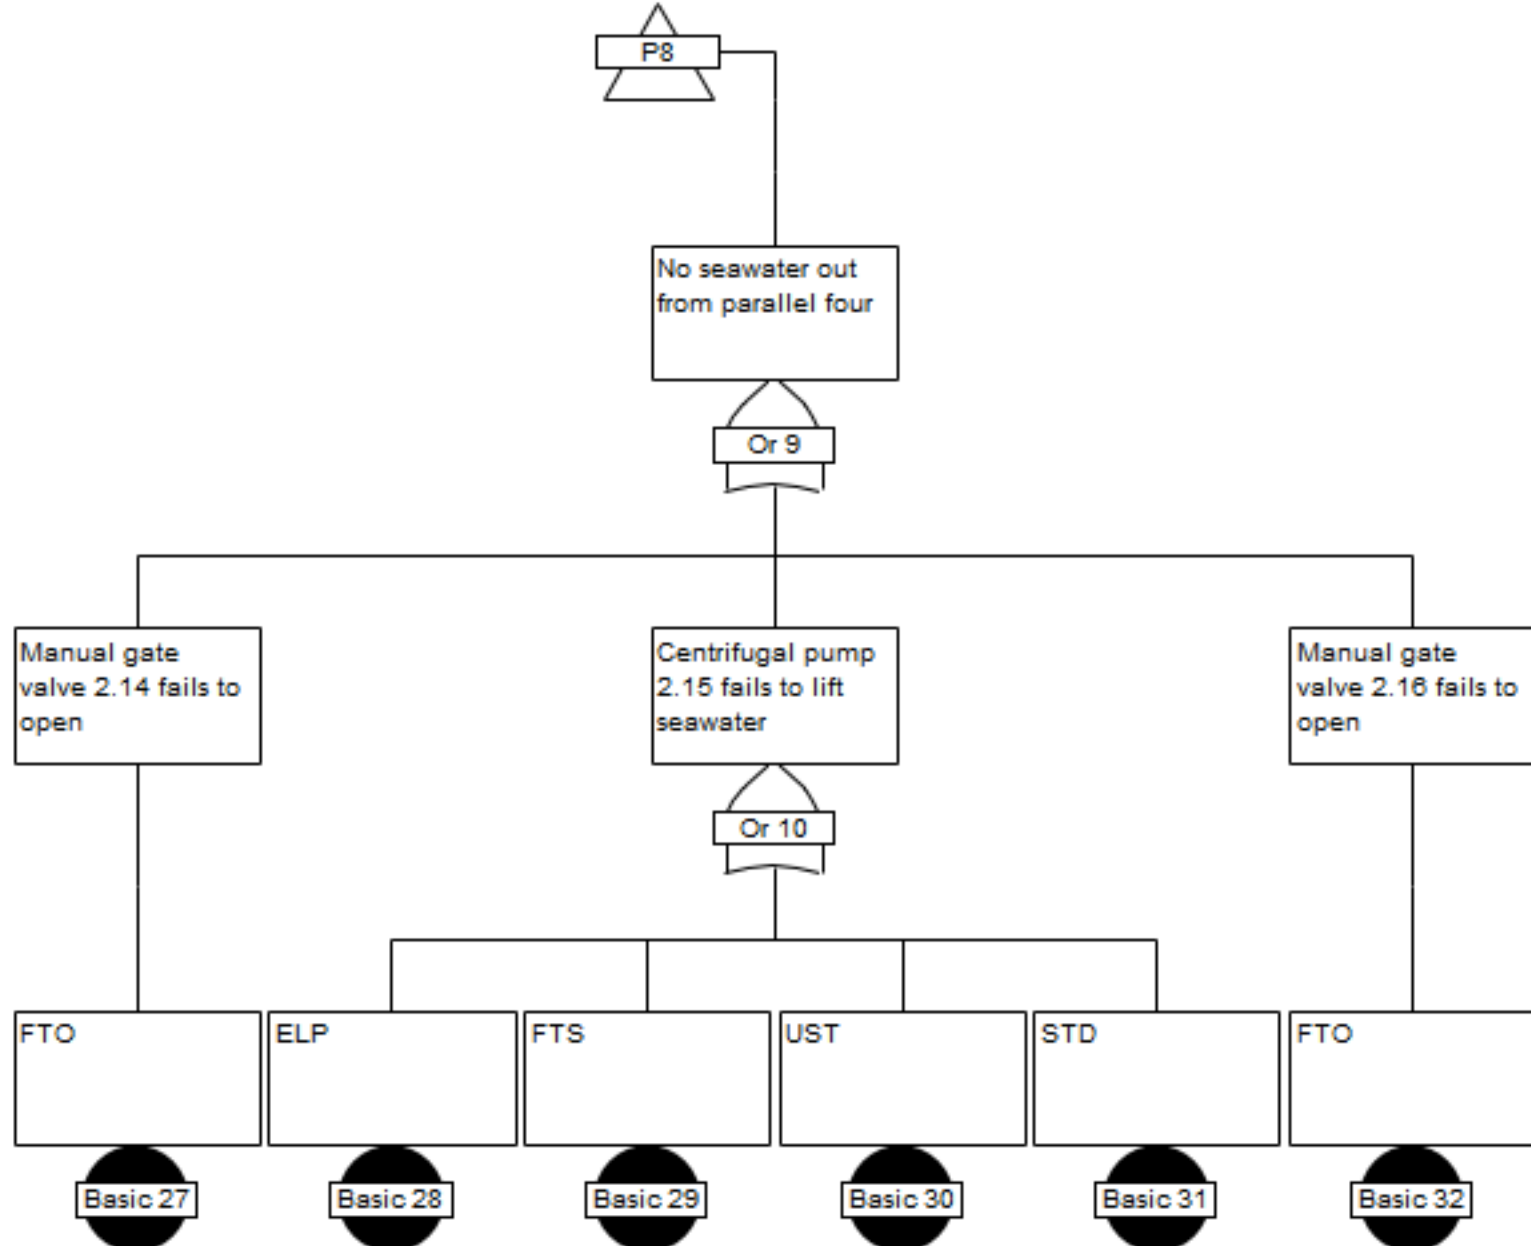 P8
No seawater out
from parallel four
Or 9
Manual gate
valve 2.14 fails to
open
Centrifugal pump
2.15 fails to lift
seawater
Manual gate
valve 2.16 fails to
open
Or 10
FTO
ELP
FTS
UST
STD
FTO
Basic 27
Basic 28
Basic 29
Basic 30
Basic 31
Basic 32